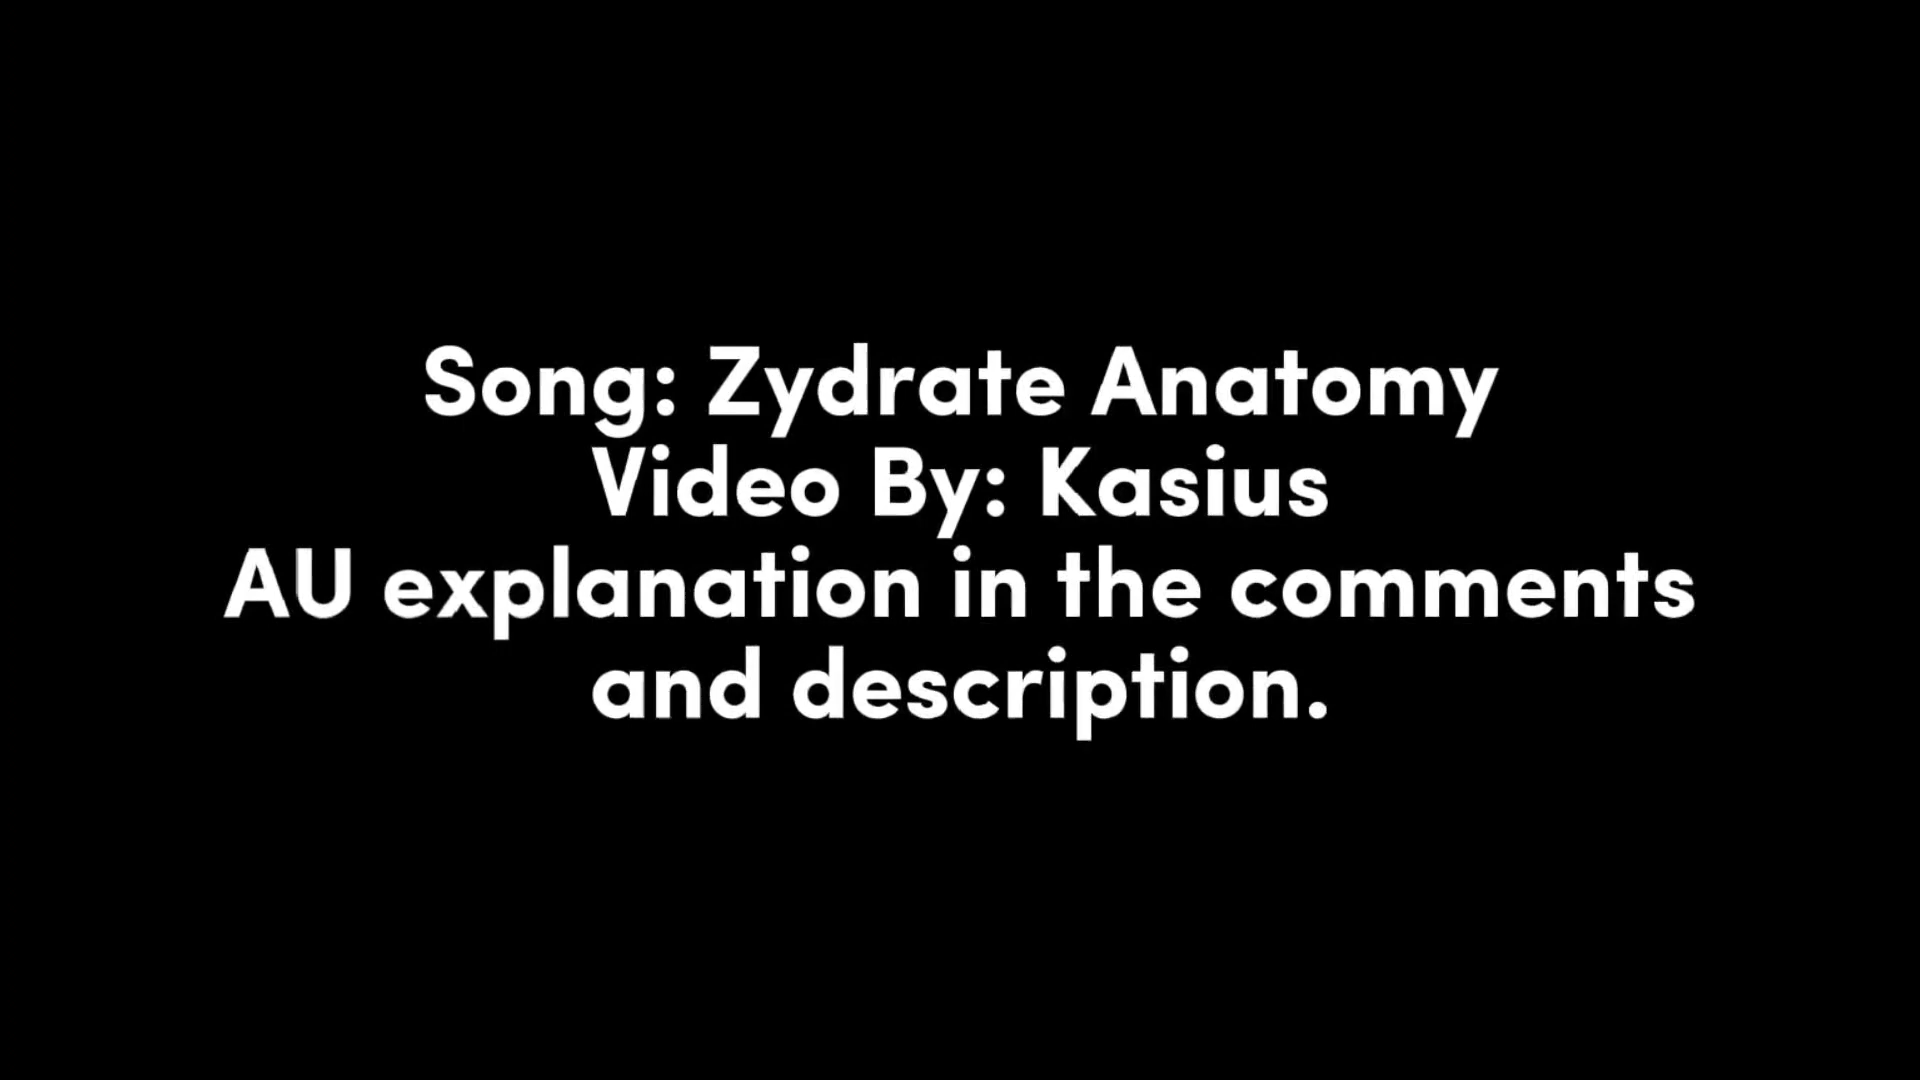 Song: Zydrate Anatomy
Video By: Kasius
AU explanation in the comments
and description.